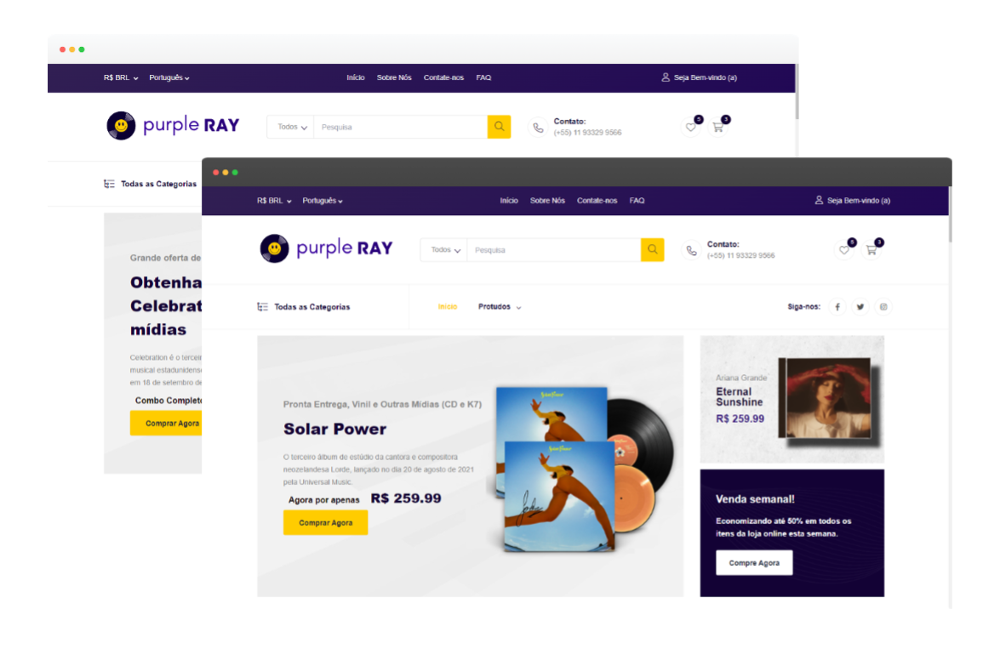 R$ BRL Português Início Sobre Nós Contate-nos FAQ Seja Bem-vindo (a)
purple RAY Todos Pesquisa Contato: 5 3
(+55) 11 93329 9566
Todas as Categorias
Grande oferta de
Obtenha
Celebrat
mídias
Celebration é o tercei
musical estadunidens
em 18 de setembro de
Combo Completo
Comprar Agora
R$ BRL Português Início Sobre Nós Contate-nos FAQ Seja Bem-vindo (a)
purple RAY Todos Pesquisa Contato: 5 3
(+55) 11 93329 9566
Todas as Categorias Início Protudos Siga-nos:
Pronta Entrega, Vinil e Outras Mídias (CD e K7)
Solar Power
O terceiro álbum de estúdio da cantora e compositora
neozelandesa Lorde, lançado no dia 20 de agosto de 2021
pela Universal Music.
Agora por apenas R$ 259.99
Comprar Agora
Ariana Grande
Eternal
Sunshine
R$ 259.99
Venda semanal!
Economizando até 50% em todos os
itens da loja online esta semana.
Compre Agora